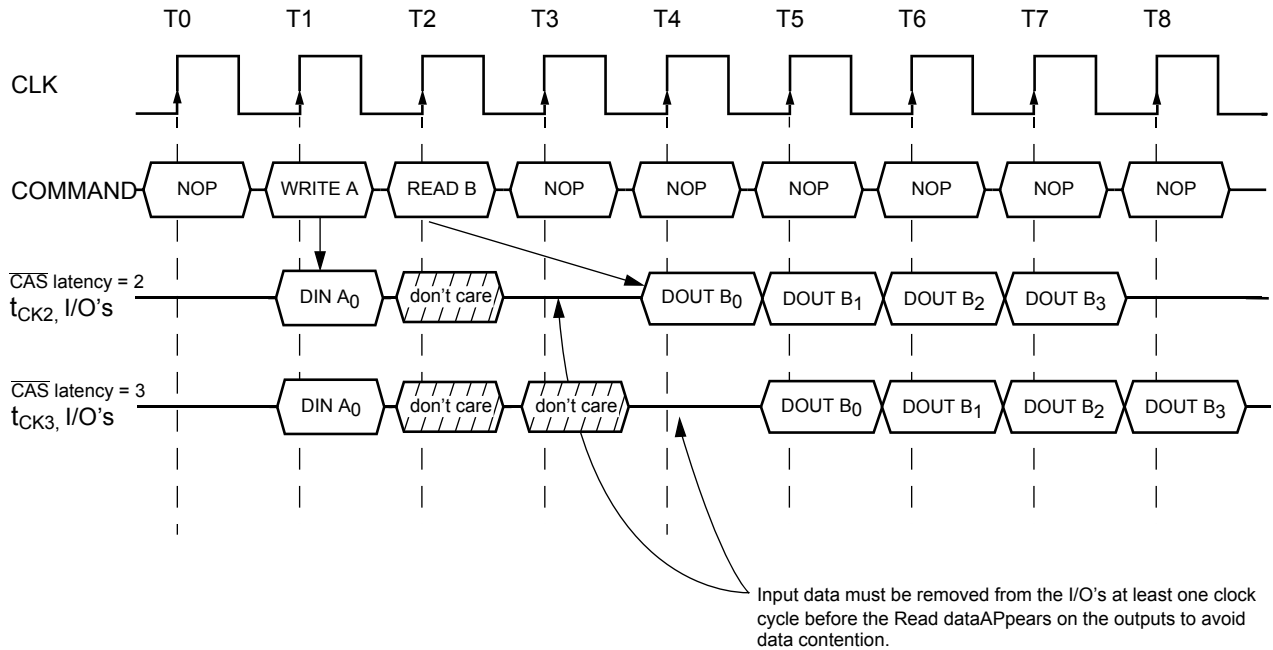 T0 T1 T2 T3 T4 T5 T6 T7 T8
CLK
COMMAND NOP WRITE A READ B NOP NOP NOP NOP NOP NOP
CAS latency = 2
tCK2, I/O's DIN A0 don't care DOUT B0 DOUT B1 DOUT B2 DOUT B3
CAS latency = 3
tCK3, I/O's DIN A0 don't care don't care DOUT B0 DOUT B1 DOUT B2 DOUT B3
Input data must be removed from the I/O's at least one clock
cycle before the Read dataAPpears on the outputs to avoid
data contention.